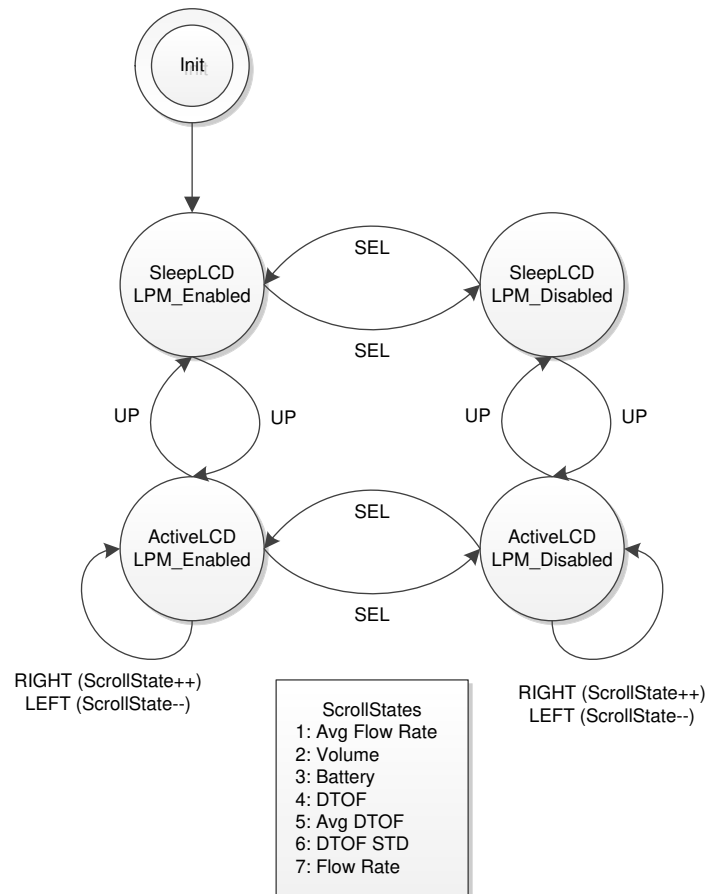 Init
SleepLCD
LPM_Enabled
SEL
SEL
SleepLCD
LPM_Disabled
UP
UP
UP
UP
ActiveLCD
LPM_Enabled
SEL
SEL
ActiveLCD
LPM_Disabled
RIGHT (ScrollState++)
LEFT (ScrollState--)
RIGHT (ScrollState++)
LEFT (ScrollState--)
ScrollStates
1: Avg Flow Rate
2: Volume
3: Battery
4: DTOF
5: Avg DTOF
6: DTOF STD
7: Flow Rate